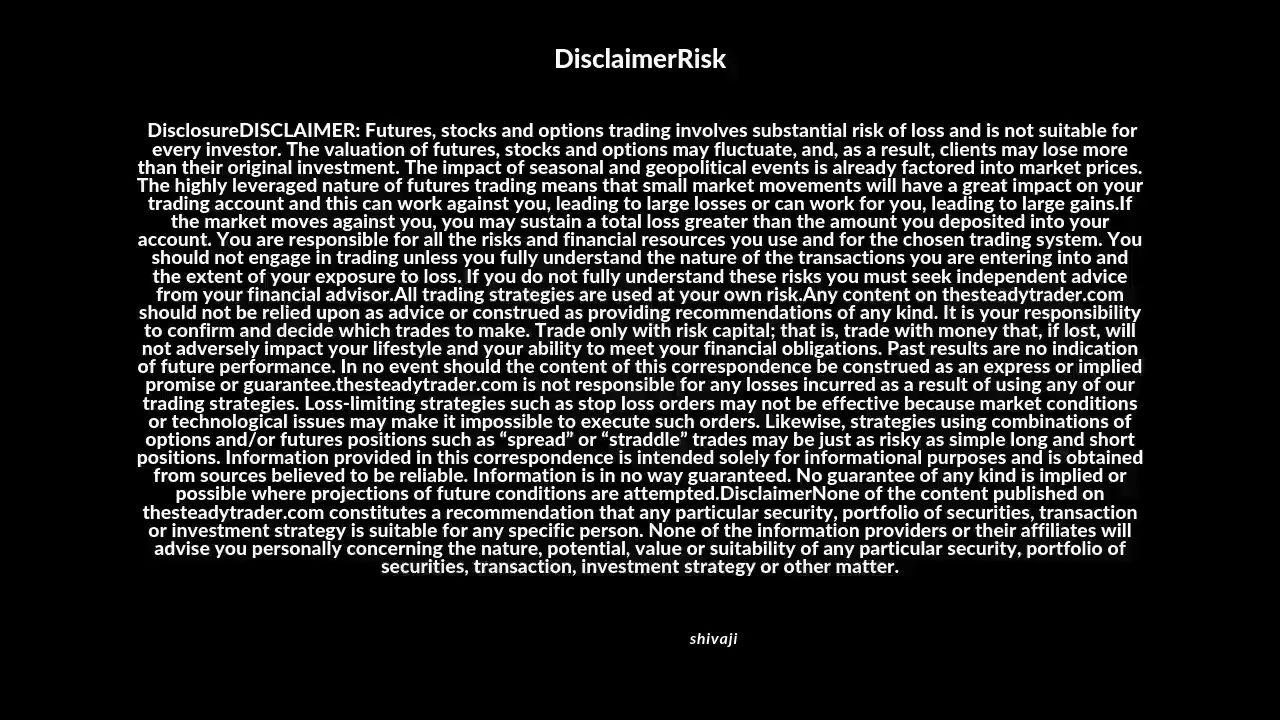 DisclaimerRisk
DisclosureDISCLAIMER: Futures, stocks and options trading involves substantial risk of loss and is not suitable for
every investor. The valuation of futures, stocks and options may fluctuate, and, as a result, clients may lose more
than their original investment. The impact of seasonal and geopolitical events is already factored into market prices.
The highly leveraged nature of futures trading means that small market movements will have a great impact on your
trading account and this can work against you, leading to large losses or can work for you, leading to large gains.If
the market moves against you, you may sustain a total loss greater than the amount you deposited into your
account. You are responsible for all the risks and financial resources you use and for the chosen trading system. You
should not engage in trading unless you fully understand the nature of the transactions you are entering into and
the extent of your exposure to loss. If you do not fully understand these risks you must seek independent advice
from your financial advisor.All trading strategies are used at your own risk.Any content on thesteadytrader.com
should not be relied upon as advice or construed as providing recommendations of any kind. It is your responsibility
to confirm and decide which trades to make. Trade only with risk capital; that is, trade with money that, if lost, will
not adversely impact your lifestyle and your ability to meet your financial obligations. Past results are no indication
of future performance. In no event should the content of this correspondence be construed as an express or implied
promise or guarantee.thesteadytrader.com is not responsible for any losses incurred as a result of using any of our
trading strategies. Loss-limiting strategies such as stop loss orders may not be effective because market conditions
or technological issues may make it impossible to execute such orders. Likewise, strategies using combinations of
options and/or futures positions such as “spread” or “straddle” trades may be just as risky as simple long and short
positions. Information provided in this correspondence is intended solely for informational purposes and is obtained
from sources believed to be reliable. Information is in no way guaranteed. No guarantee of any kind is implied or
possible where projections of future conditions are attempted.DisclaimerNone of the content published on
thesteadytrader.com constitutes a recommendation that any particular security, portfolio of securities, transaction
or investment strategy is suitable for any specific person. None of the information providers or their affiliates will
advise you personally concerning the nature, potential, value or suitability of any particular security, portfolio of
securities, transaction, investment strategy or other matter.
shivaji